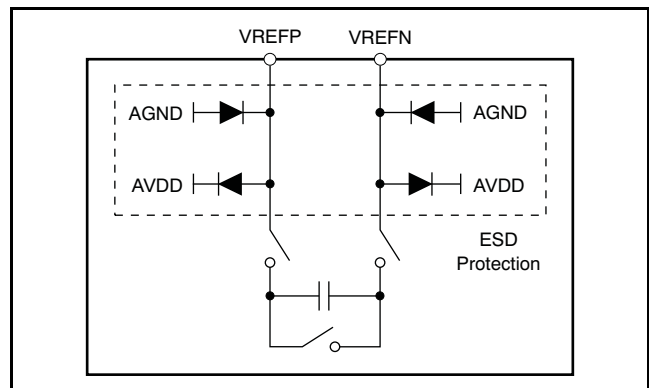 VREFP VREFN
AGND AGND
AVDD AVDD
ESD
Protection